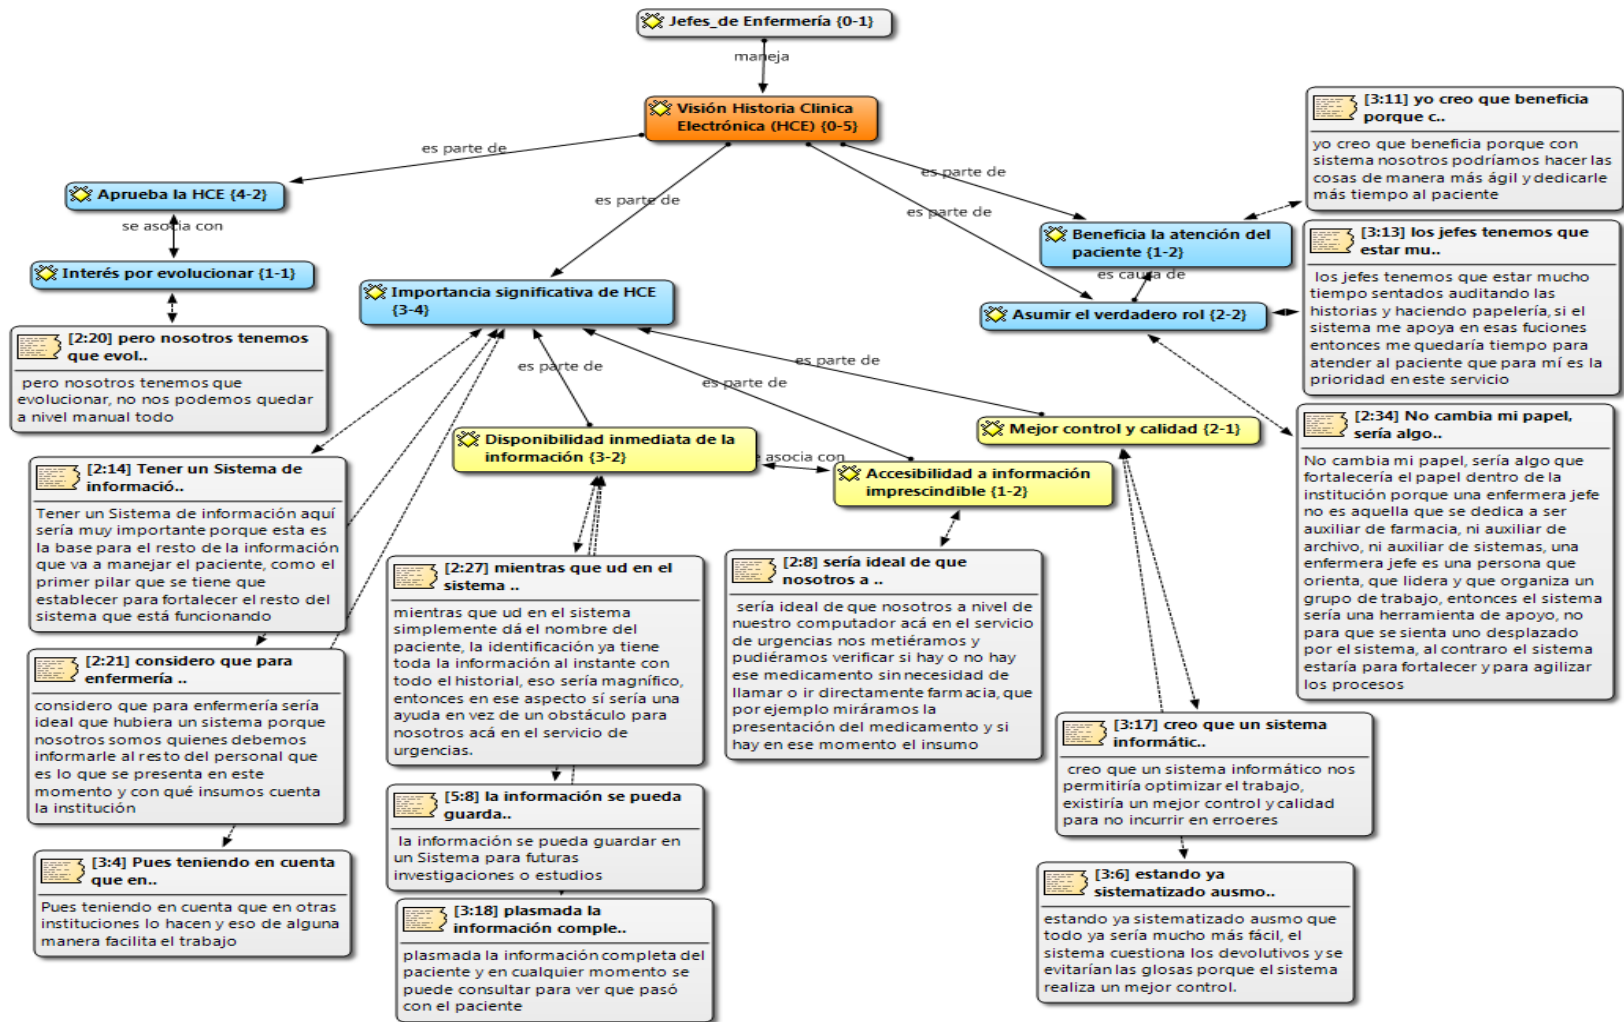 Jefes_de Enfermería {0-1}
maneja
Visión Historia Clinica
Electrónica (HCE) {0-5}
es parte de
es parte de
es parte de
es parte de
Aprueba la HCE {4-2}
se asocia con
Interés por evolucionar {1-1}
[2:20] pero nosotros tenemos
que evol..
pero nosotros tenemos que
evolucionar, no nos podemos quedar
a nivel manual todo
Importancia significativa de HCE
{3-4}
Beneficia la atención del
paciente {1-2}
es causa de
Asumir el verdadero rol {2-2}
[3:11] yo creo que beneficia
porque c..
yo creo que beneficia porque con
sistema nosotros podríamos hacer las
cosas de manera más ágil y dedicarle
más tiempo al paciente
[3:13] los jefes tenemos que
estar mu..
los jefes tenemos que estar mucho
tiempo sentados auditando las
historias y haciendo papelería, si el
sistema me apoya en esas fuciones
entonces me quedaría tiempo para
atender al paciente que para mí es la
prioridad en este servicio
[2:34] No cambia mi papel,
sería algo..
No cambia mi papel, sería algo que
fortalecería el papel dentro de la
institución porque una enfermera jefe
no es aquella que se dedica a ser
auxiliar de farmacia, ni auxiliar de
archivo, ni auxiliar de sistemas, una
enfermera jefe es una persona que
orienta, que lidera y que organiza un
grupo de trabajo, entonces el sistema
sería una herramienta de apoyo, no
para que se sienta uno desplazado
por el sistema, al contraro el sistema
estaría para fortalecer y para agilizar
los procesos
es parte de
es parte de
es parte de
Disponibilidad inmediata de la
información {3-2}
asocia con
Accesibilidad a información
imprescindible {1-2}
Mejor control y calidad {2-1}
[2:14] Tener un Sistema de
informació..
Tener un Sistema de información aquí
sería muy importante porque esta es
la base para el resto de la información
que va a manejar el paciente, como el
primer pilar que se tiene que
establecer para fortalecer el resto del
sistema que está funcionando
[2:21] considero que para
enfermería ..
considero que para enfermería sería
ideal que hubiera un sistema porque
nosotros somos quienes debemos
informarle al resto del personal que
es lo que se presenta en este
momento y con qué insumos cuenta
la institución
[3:4] Pues teniendo en cuenta
que en..
Pues teniendo en cuenta que en otras
instituciones lo hacen y eso de alguna
manera facilita el trabajo
[2:27] mientras que ud en el
sistema ..
mientras que ud en el sistema
simplemente dá el nombre del
paciente, la identificación ya tiene
toda la información al instante con
todo el historial, eso sería magnífico,
entonces en ese aspecto sí sería una
ayuda en vez de un obstáculo para
nosotros acá en el servicio de
urgencias.
[5:8] la información se pueda
guarda..
la información se pueda guardar en
un Sistema para futuras
investigaciones o estudios
[3:18] plasmada la
información comple..
plasmada la información completa del
paciente y en cualquier momento se
puede consultar para ver que pasó
con el paciente
[2:8] sería ideal de que
nosotros a ..
sería ideal de que nosotros a nivel de
nuestro computador acá en el servicio
de urgencias nos metiéramos y
pudiéramos verificar si hay o no hay
ese medicamento sin necesidad de
llamar o ir directamente farmacia, que
por ejemplo miráramos la
presentación del medicamento y si
hay en ese momento el insumo
[3:17] creo que un sistema
informátic..
creo que un sistema informático nos
permitiría optimizar el trabajo,
existiría un mejor control y calidad
para no incurrir en erroeres
[3:6] estando ya
sistematizado ausmo..
estando ya sistematizado ausmo que
todo ya sería mucho más fácil, el
sistema cuestiona los devolutivos y se
evitarían las glosas porque el sistema
realiza un mejor control.